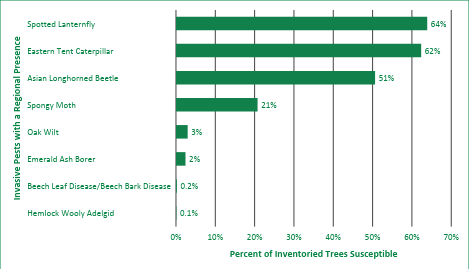 Invasive Pests with a Regional Presence
Spotted Lanternfly 64%
Eastern Tent Caterpillar 62%
Asian Longhorned Beetle 51%
Spongy Moth 21%
Oak Wilt 3%
Emerald Ash Borer 2%
Beech Leaf Disease/Beech Bark Disease 0.2%
Hemlock Wooly Adelgid 0.1%
0% 10% 20% 30% 40% 50% 60% 70%
Percent of Inventoried Trees Susceptible